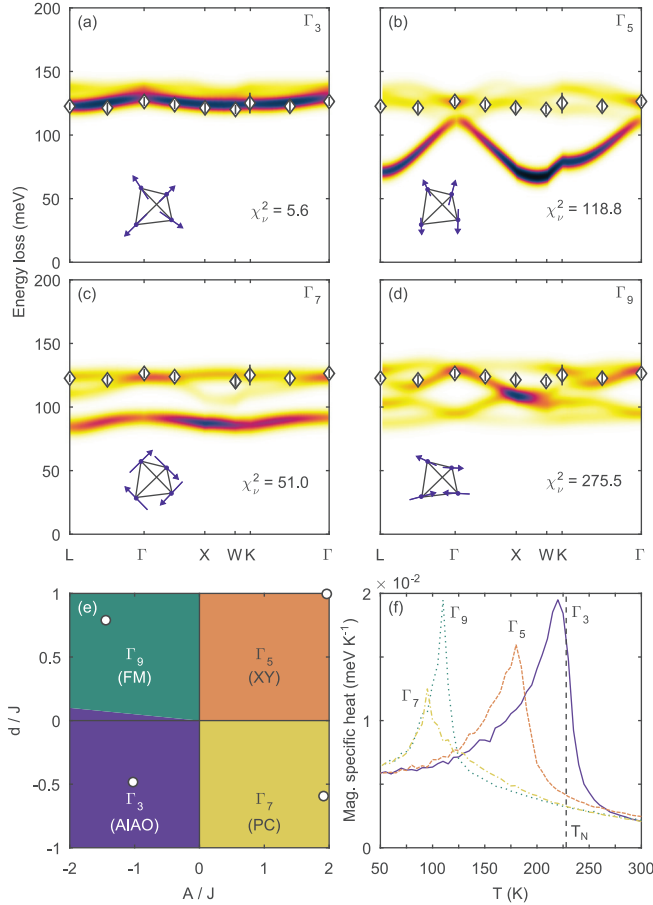 (a)
Γ3
(b)
Γ5
200
150
100
50
0
Energy loss (meV)
χ²ν = 5.6
χ²ν = 118.8
(c)
Γ7
(d)
Γ9
200
150
100
50
0
χ²ν = 51.0
χ²ν = 275.5
L
Γ
X
W
K
Γ
L
Γ
X
W
K
Γ
(e)
1
0.5
0
-0.5
-1
d / J
Γ9
(FM)
Γ5
(XY)
Γ3
(AIAO)
Γ7
(PC)
-2
-1
0
1
2
A / J
× 10⁻²
(f)
2
1
0
Mag. specific heat (meV K⁻¹)
Γ9
Γ5
Γ3
Γ7
TN
50
100
150
200
250
300
T (K)